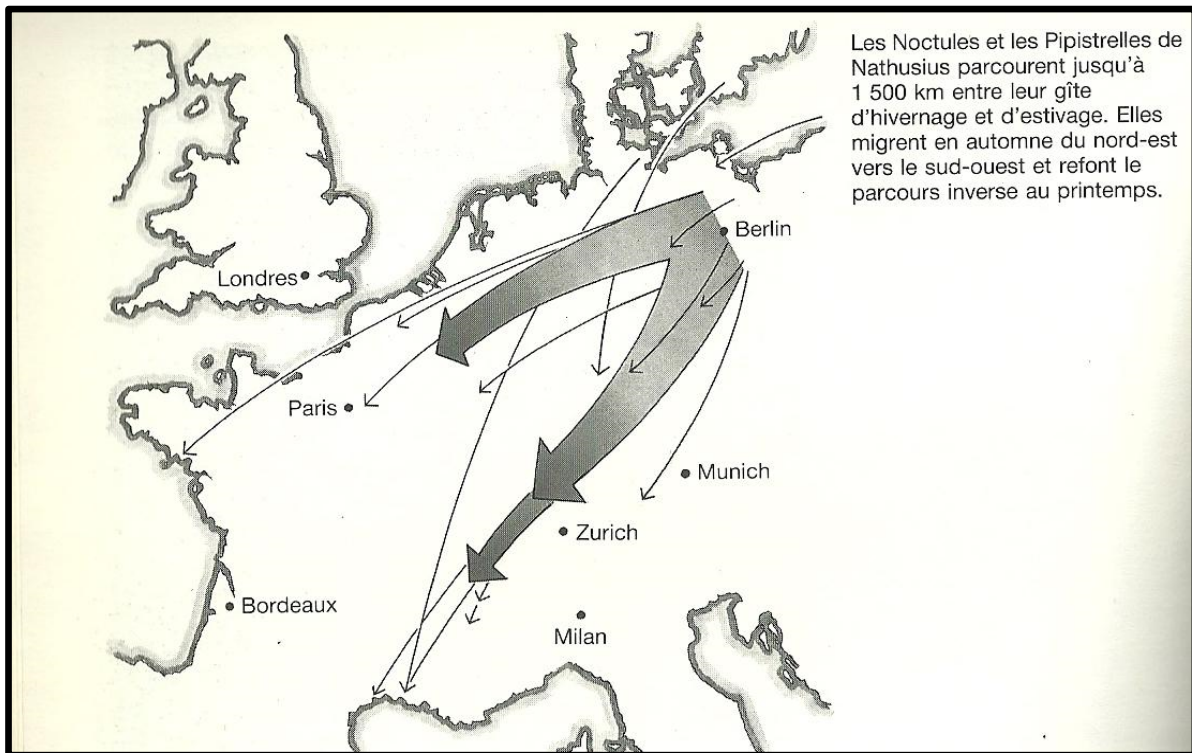 Les Noctules et les Pipistrelles de
Nathusius parcourent jusqu'à
1 500 km entre leur gîte
d'hivernage et d'estivage. Elles
migrent en automne du nord-est
vers le sud-ouest et refont le
parcours inverse au printemps.
Berlin
Londres
Paris
Munich
Zurich
Bordeaux
Milan